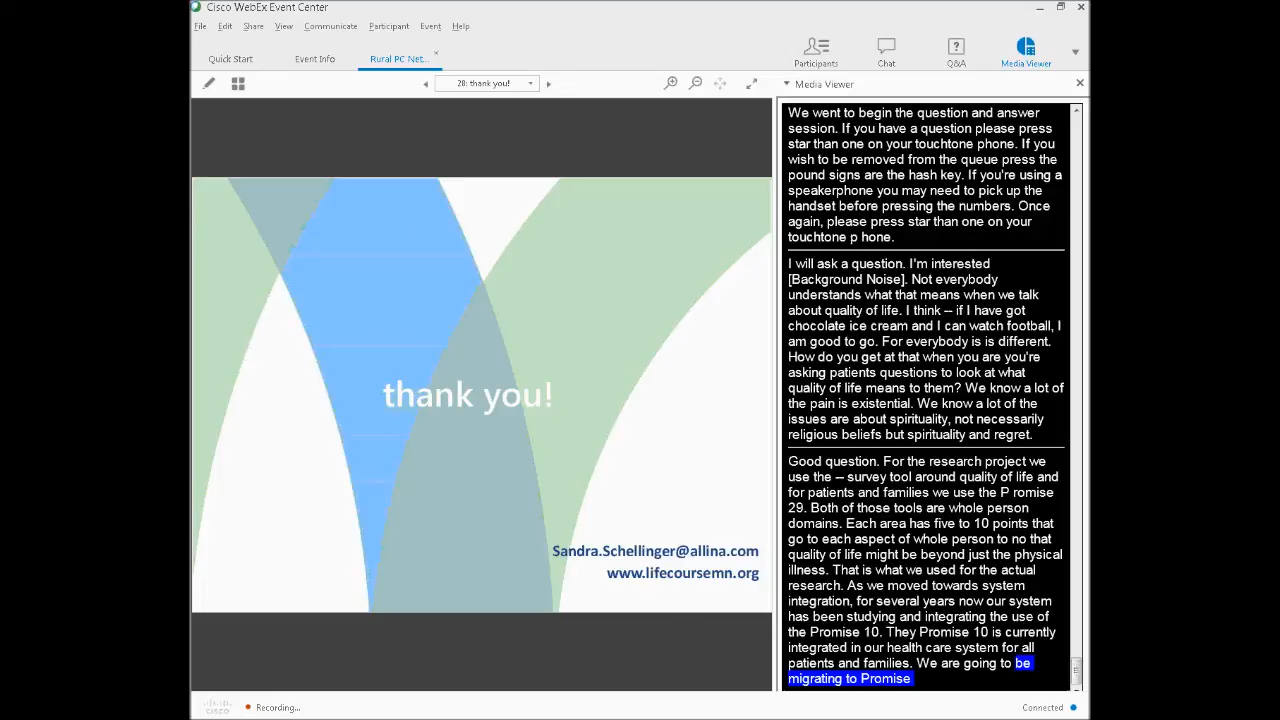 Cisco WebEx Event Center
File Edit Share View Communicate Participant Event Help
Quick Start Event Info Rural PC Net...
Participants Chat Q&A Media Viewer
28: thank you!
Media Viewer
thank you!
Sandra.Schellinger@allina.com
www.lifecoursemn.org
We went to begin the question and answer
session. If you have a question please press
star than one on your touchtone phone. If you
wish to be removed from the queue press the
pound signs are the hash key. If you're using a
speakerphone you may need to pick up the
handset before pressing the numbers. Once
again, please press star than one on your
touchtone p hone.
I will ask a question. I'm interested
[Background Noise]. Not everybody
understands what that means when we talk
about quality of life. I think -- if I have got
chocolate ice cream and I can watch football, I
am good to go. For everybody is is different.
How do you get at that when you are you're
asking patients questions to look at what
quality of life means to them? We know a lot of
the pain is existential. We know a lot of the
issues are about spirituality, not necessarily
religious beliefs but spirituality and regret.
Good question. For the research project we
use the -- survey tool around quality of life and
for patients and families we use the P romise
29. Both of those tools are whole person
domains. Each area has five to 10 points that
go to each aspect of whole person to no that
quality of life might be beyond just the physical
illness. That is what we used for the actual
research. As we moved towards system
integration, for several years now our system
has been studying and integrating the use of
the Promise 10. They Promise 10 is currently
integrated in our health care system for all
patients and families. We are going to be
migrating to Promise
CISCO
Recording...
Connected